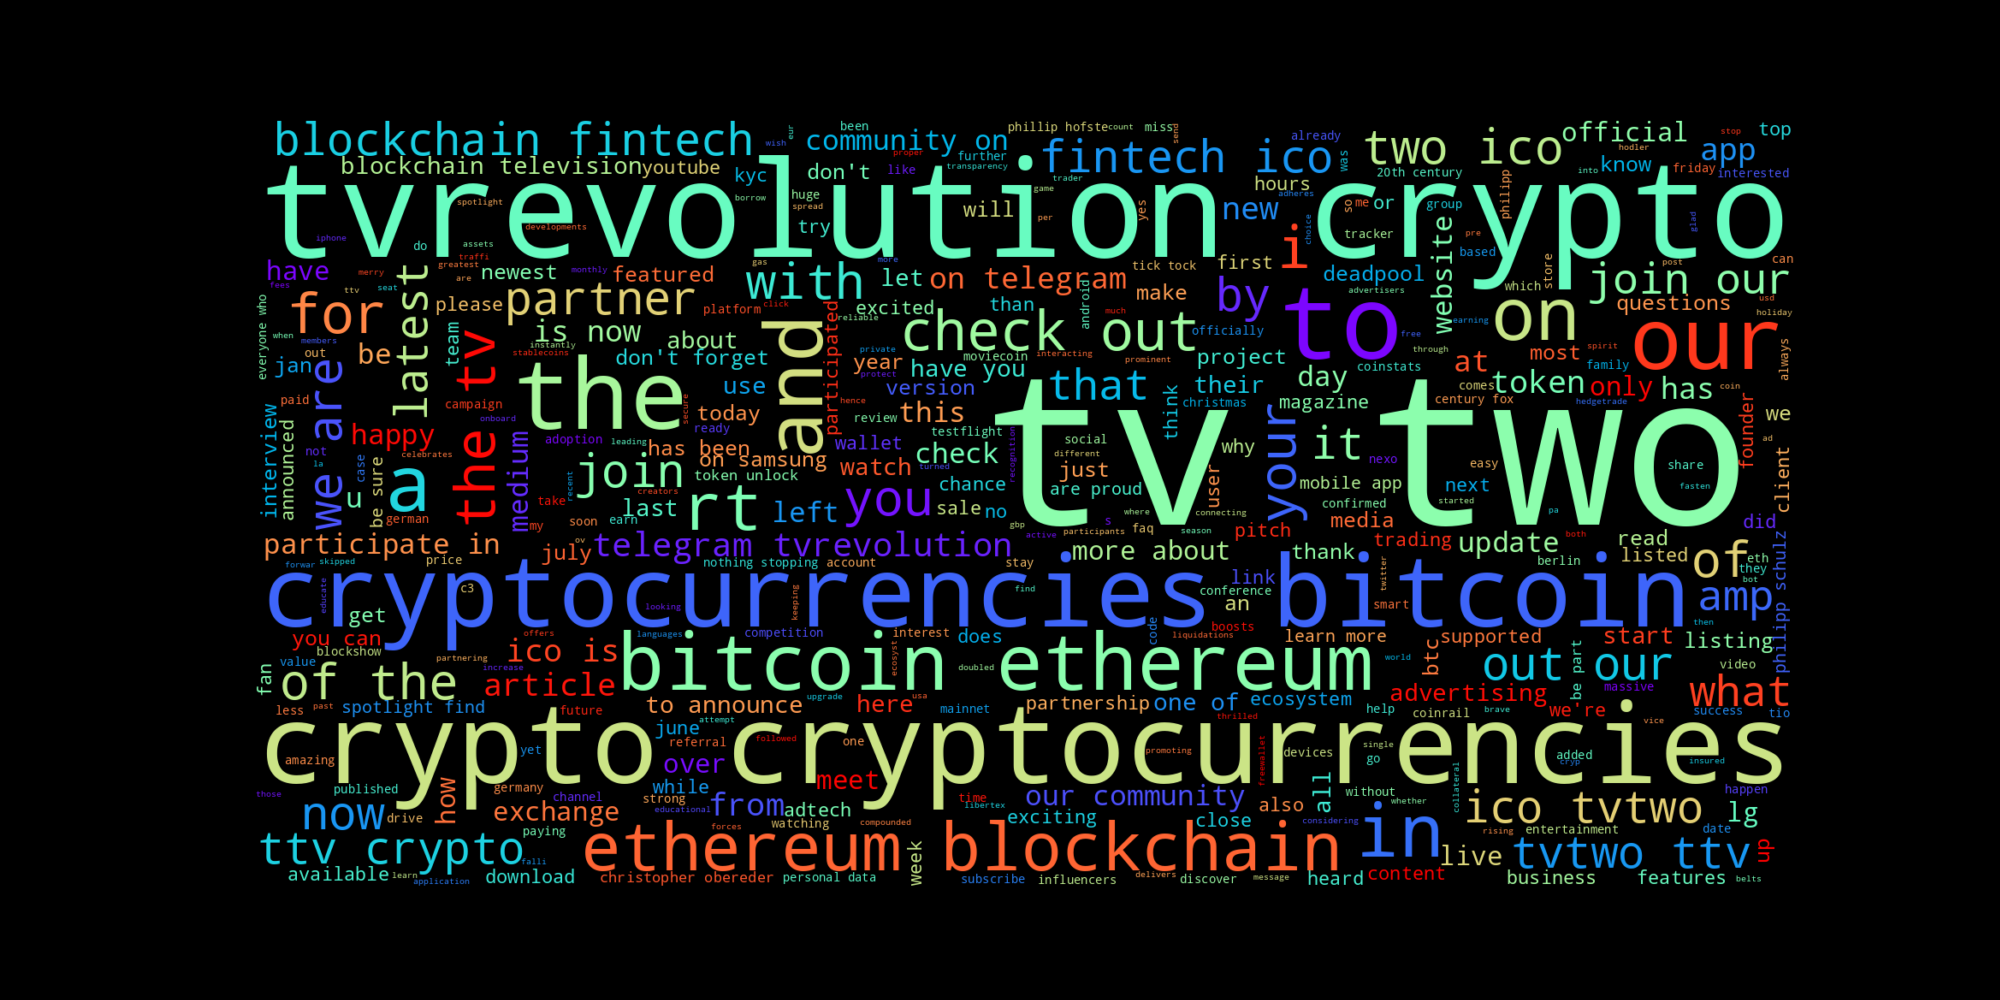 blockchain fintech
community on
been
phillip hofste
count
miss
fintech ico
already
two ico
official
stop
top
blockchain television
youtube
kyc
don't
further
transparency
like
proper
wish
eur
send
was
20th century
know
app
hodler
friday
into
interested
tvrevolution crypto
spotlight
borrow
huge
spread
try
developments
will
trader
game
per
yes
new
hours
choice
adheres
so
me
or
group
tracker
philipp
website
glad
iphone
have
do
assets
traffi
greatest
newest
monthly
featured
with
gas
let
more
on telegram
tick tock
first
i
deadpool
based
which
store
join our
post
can
fees
merry
seat
ttv
for
latest
please
partner
platform
click
excited
reliable
than
much
android
make
by
officially
to
advertisers
free
earning
on
questions
usd
holiday
our
everyone who
when
members
out
be
jan
team
the tv
is now
instantly
stablecoins
about
don't forget
and
participated
check out
private
year
protect
have you
moviecoin
interacting
prominent
project
coinstats
through
at
most
spirit
family
always
paid
we are
campaign
the
use
secure
version
hence
that
think
their
christmas
day
magazine
comes
century fox
token
hedgetrade
only
has
coin
we
ad
interview
announced
not
happy
celebrates
onboard
today
ready
review
this
tv
two
your
it
founder
la
case
adoption
leading
has been
on samsung
wallet
check
testflight
social
different
why
nexo
easy
share
client
u
a
be sure
medium
join
recent
creators
token unlock
watch
turned
recognition
chance
just
are proud
user
mobile app
next
fasten
german
take
my
soon
earn
last
rt
left
you
sale
no
gbp
s
where
connecting
confirmed
started
pa
media
did
participate in
july
ov
telegram tvrevolution
active
participants
faq
season
pitch
trading
both
update
read
of
philipp schulz
forwar
skipped
price
c3
nothing stopping
account
stay
more about
thank
berlin
listed
eth
they
bot
cryptocurrencies bitcoin
educate
looking
keeping
find
conference
link
an
twitter
smart
amp
get
you can
blockshow
languages
competition
offers
interest
does
liquidations
code
boosts
learn more
btc
supported
start
then
listing
fan
value
of the
partnering
increase
ico is
article
bitcoin ethereum
ecosyst
doubled
world
out our
be part
video
massive
what
less
past
spotlight find
future
to announce
upgrade
here
usa
mainnet
partnership
one of
ecosystem
advertising
help
coinrail
brave
we're
success
vice
tio
june
attempt
thrilled
crypto cryptocurrencies
amazing
yet
referral
followed
one
promoting
freewallet
devices
single
go
added
cryp
insured
those
published
how
germany
channel
over
while
strong
educational
meet
time
libertex
our community
also
considering
all
without
whether
collateral
happen
now
drive
exchange
from
adtech
watching
compounded
exciting
close
ico tvtwo
rising
entertainment
date
lg
ttv crypto
paying
falli
forces
ethereum blockchain
week
in
live
tvtwo ttv
up
available
learn
application
download
christopher obereder
personal data
subscribe
influencers
delivers
discover
message
heard
content
business
features
belts